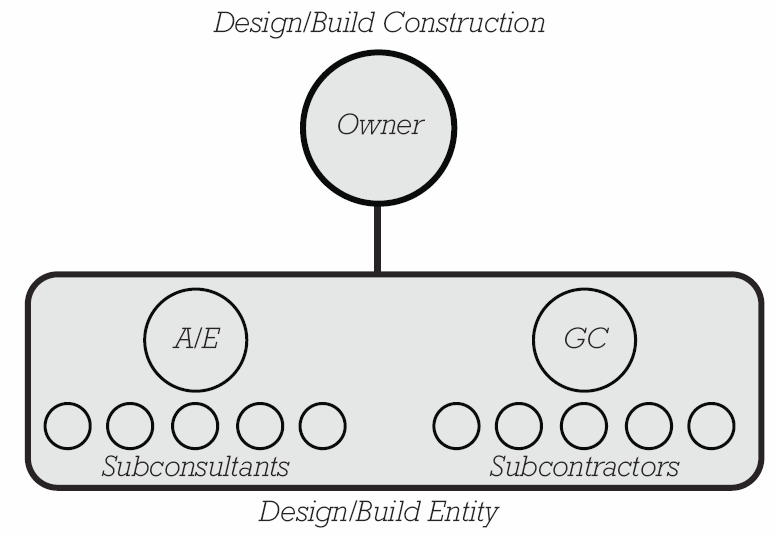 Design/Build Construction
Owner
A/E
GC
Subconsultants
Subcontractors
Design/Build Entity